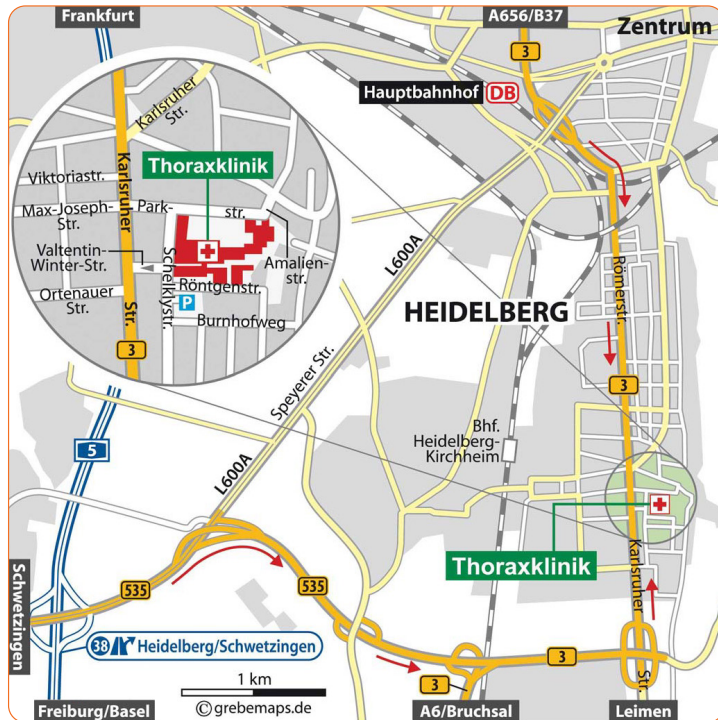 Frankfurt
A656/B37
Zentrum
3
Hauptbahnhof DB
Karlsruher
Str.
Thoraxklinik
Viktoriastr.
Karlsruher
Str.
3
Max-Joseph-
Park-
str.
Valtentin-
Winter-Str.
Amalien-
str.
Ortenauer
Str.
Schelklystr.
Röntgenstr.
P
Burnhofweg
L600A
Römerstr.
HEIDELBERG
3
Speyerer Str.
Bhf.
Heidelberg-
Kirchheim
5
L600A
Thoraxklinik
Karlsruher
Str.
Schwetzingen
535
535
38 Heidelberg/Schwetzingen
3
3
1 km
© grebemaps.de
Freiburg/Basel
A6/Bruchsal
Leimen